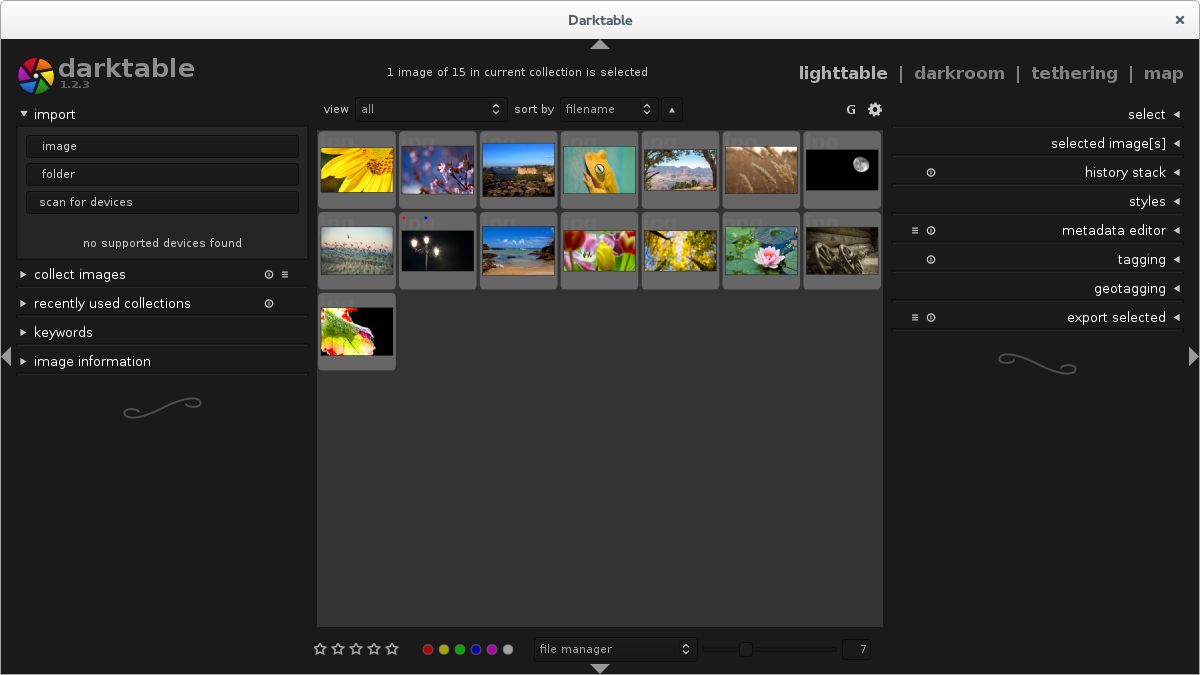 Darktable
darktable
1.2.3
1 image of 15 in current collection is selected
lighttable | darkroom | tethering | map
import
view all sort by filename
G
image
folder
scan for devices
no supported devices found
collect images
recently used collections
keywords
image information
select
selected image[s]
history stack
styles
metadata editor
tagging
geotagging
export selected
file manager
7